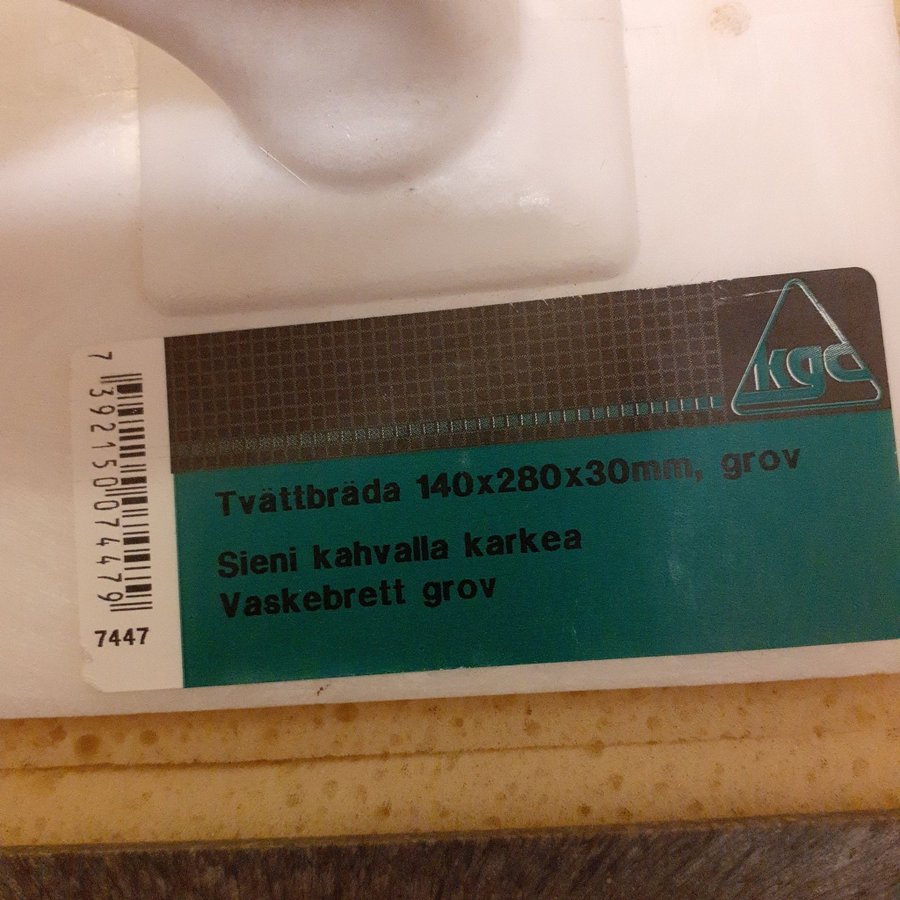 kgc
Tvättbräda 140x280x30mm, grov
Sieni kahvalla karkea
Vaskebrett grov
7 392150 074479
7447